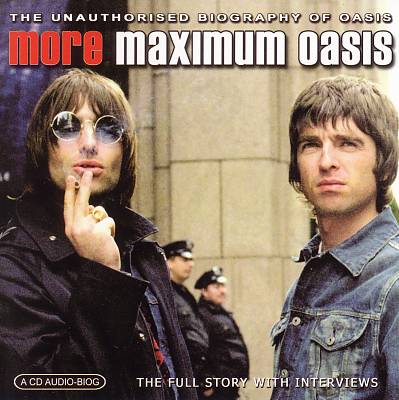 THE UNAUTHORISED BIOGRAPHY OF OASIS
more MAXIMUM OASIS
A CD AUDIO-BIOG
THE FULL STORY WITH INTERVIEWS